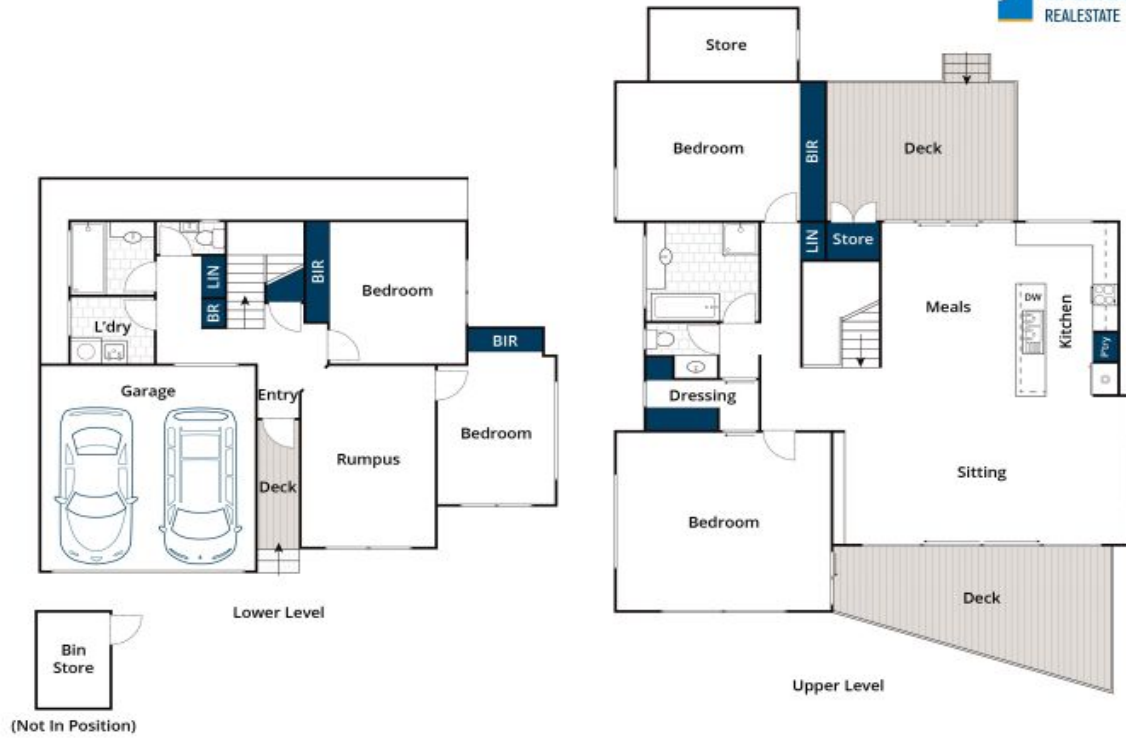 REALESTATE
LIN
BR
BIR
Bedroom
L'dry
BIR
Garage
Entry
Bedroom
Rumpus
Deck
Lower Level
Bin
Store
(Not In Position)
Store
Bedroom
BIR
Deck
LIN
Store
DW
Meals
Kitchen
P'try
Dressing
Sitting
Bedroom
Deck
Upper Level